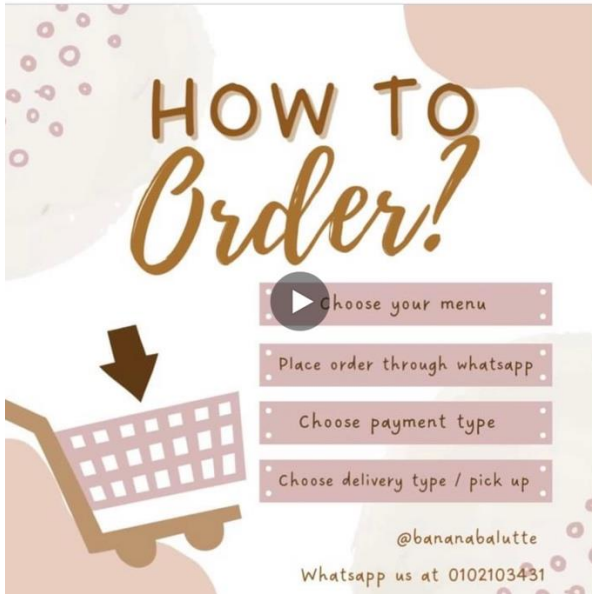 HOW TO
Order?
Choose your menu
Place order through whatsapp
Choose payment type
Choose delivery type / pick up
@bananabalutte
Whatsapp us at 0102103431